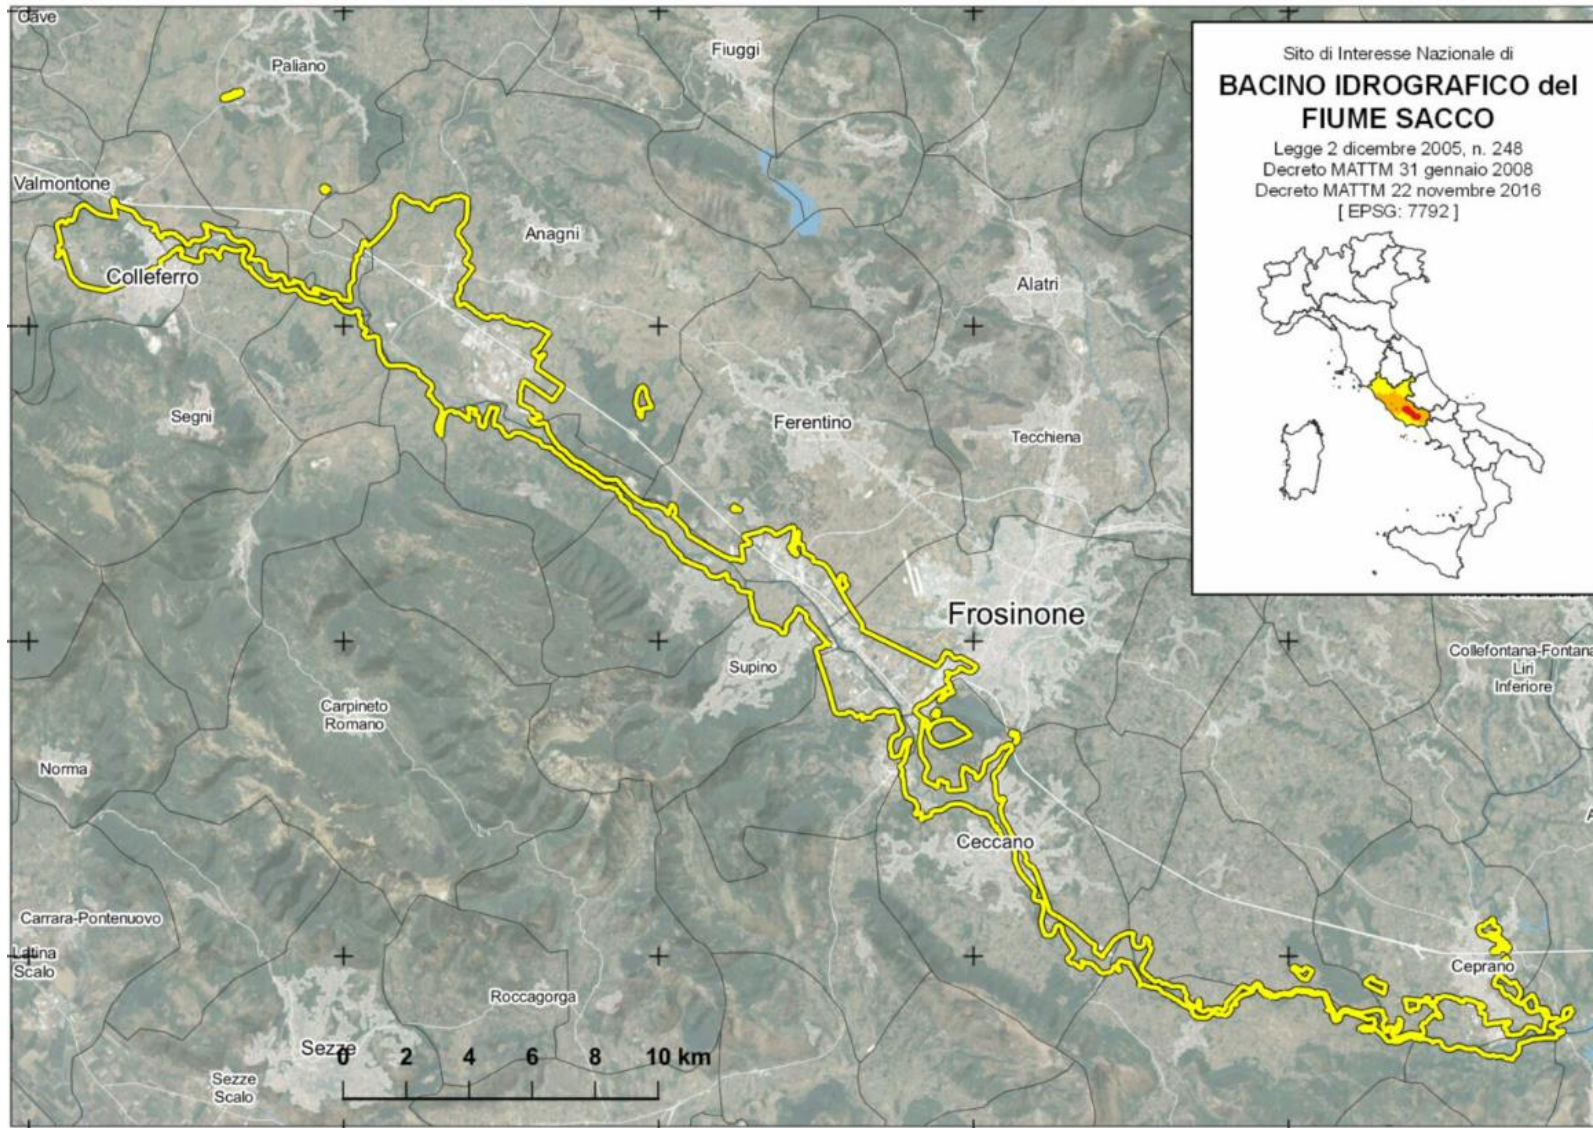 Cave
Paliano
Fiuggi
Valmontone
Anagni
Colleferro
Alatri
Segni
Ferentino
Tecchiena
Frosinone
Supino
Carpineto
Romano
Norma
Ceccano
Carrara-Pontenuovo
Latina
Scalo
Roccagorga
Ceprano
Sezze
Sezze
Scalo
Collefontana-Fontana
Liri
Inferiore
0 2 4 6 8 10 km
Sito di Interesse Nazionale di
BACINO IDROGRAFICO del
FIUME SACCO
Legge 2 dicembre 2005, n. 248
Decreto MATTM 31 gennaio 2008
Decreto MATTM 22 novembre 2016
[ EPSG: 7792 ]